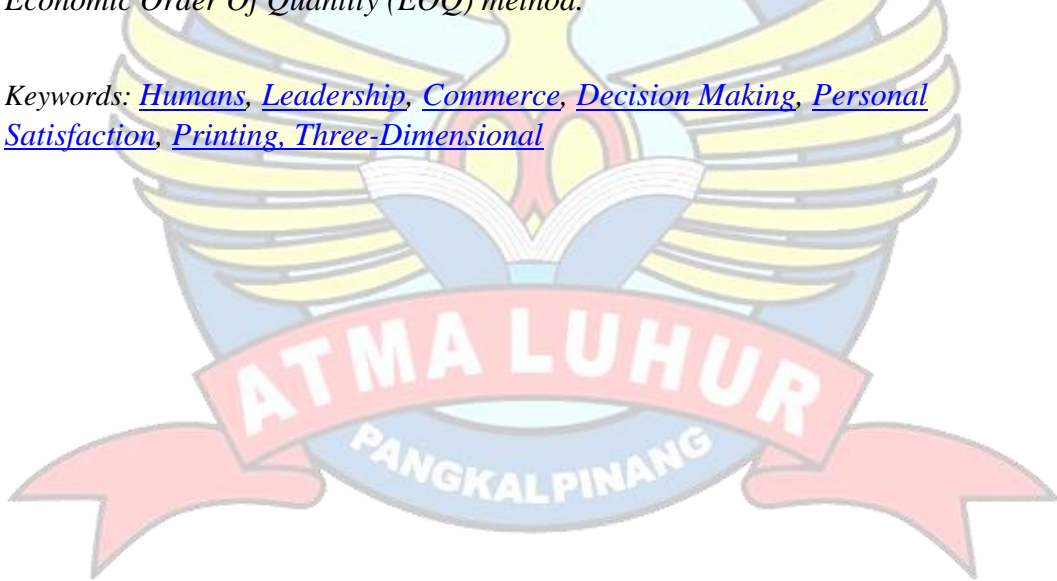 Economic Order Of Quantity (EOQ) method.
Keywords: Humans, Leadership, Commerce, Decision Making, Personal
Satisfaction, Printing, Three-Dimensional
ATMA LUHUR
PANGKALPINANG